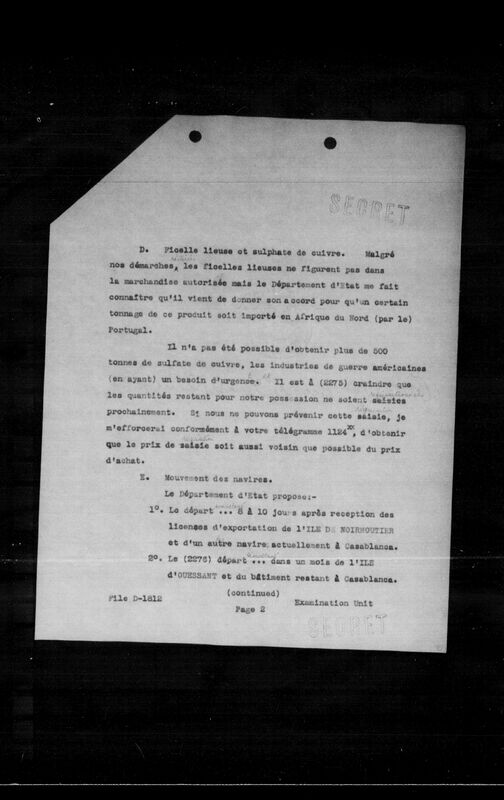 SECRET
D. Ficelle lieuse et sulphate de cuivre. Malgré
nos démarches, les ficelles lieuses ne figurent pas dans
la marchandise autorisée mais le Département d'Etat me fait
connaître qu'il vient de donner son accord pour qu'un certain
tonnage de ce produit soit importé en Afrique du Nord (par le)
Portugal.
Il n'a pas été possible d'obtenir plus de 500
tonnes de sulfate de cuivre, les industries de guerre américaines
(en ayant) un besoin d'urgence. Il est à (2275) craindre que
les quantités restant pour notre possession ne soient saisies
prochainement. Si nous ne pouvons prévenir cette saisie, je
m'efforcerai conformément à votre télégramme 1124xx, d'obtenir
que le prix de saisie soit aussi voisin que possible du prix
d'achat.
E. Mouvement des navires.
Le Département d'Etat propose:-
1º. Le départ ... 8 à 10 jours après reception des
licenses d'exportation de l'ILE DE NOIRMOUTIER
et d'un autre navire actuellement à Casablanca.
2º. Le (2276) départ ... dans un mois de l'ILE
d'OUESSANT et du bâtiment restant à Casablanca.
(continued)
File D-1812
Page 2
Examination Unit
SECRET